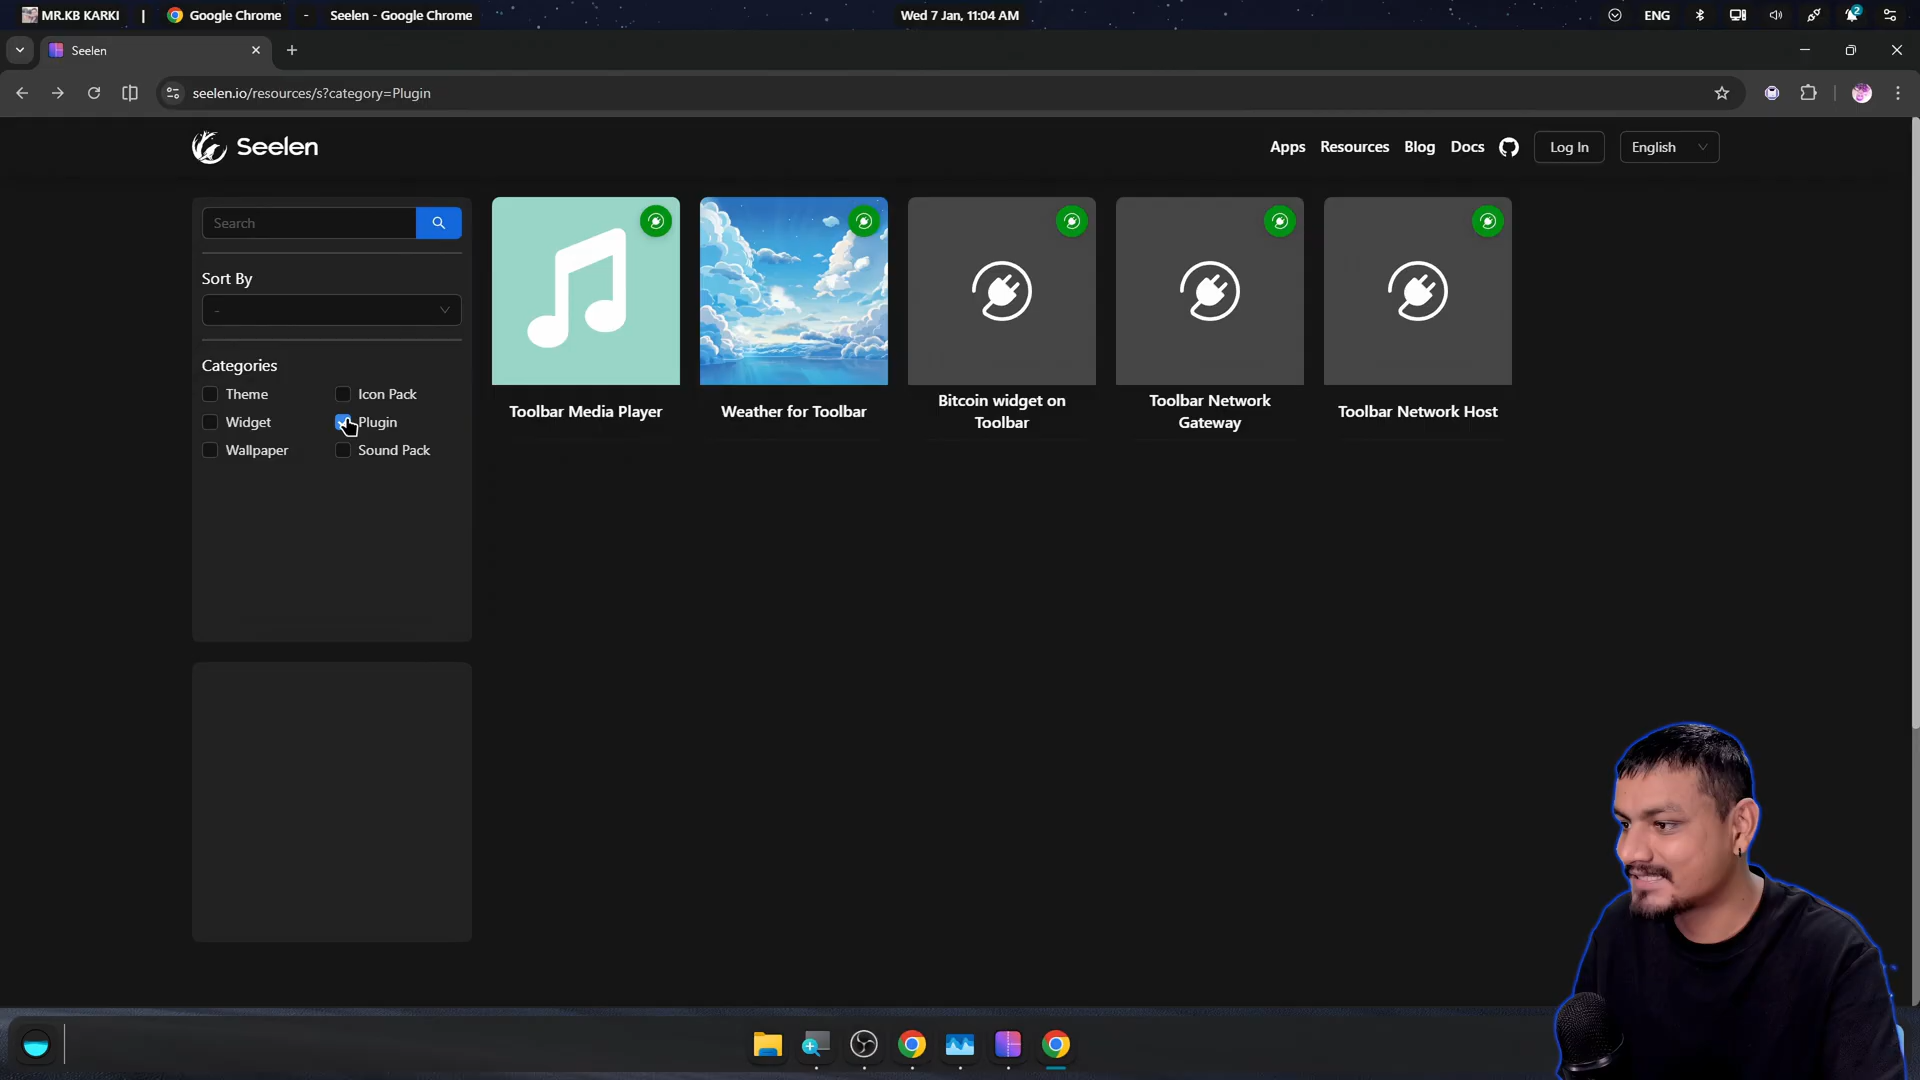 MR.KB KARKI | Google Chrome - Seelen - Google Chrome Wed 7 Jan, 11:04 AM ENG 2
Seelen
seelen.io/resources/s?category=Plugin
Seelen Apps Resources Blog Docs Log In English
Search
Sort By
-
Categories
Theme Icon Pack
Widget Plugin
Wallpaper Sound Pack
Toolbar Media Player
Weather for Toolbar
Bitcoin widget on
Toolbar
Toolbar Network
Gateway
Toolbar Network Host